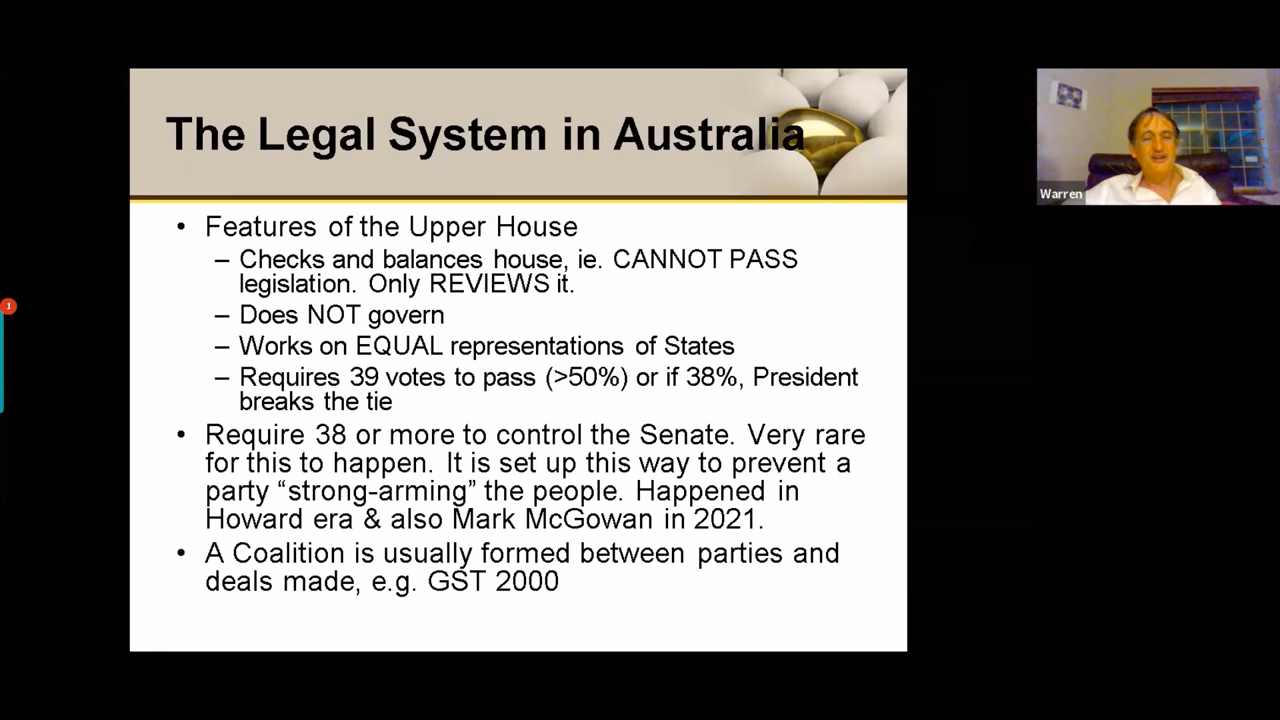 The Legal System in Australia
• Features of the Upper House
– Checks and balances house, ie. CANNOT PASS
legislation. Only REVIEWS it.
– Does NOT govern
– Works on EQUAL representations of States
– Requires 39 votes to pass (>50%) or if 38%, President
breaks the tie
• Require 38 or more to control the Senate. Very rare
for this to happen. It is set up this way to prevent a
party “strong-arming” the people. Happened in
Howard era & also Mark McGowan in 2021.
• A Coalition is usually formed between parties and
deals made, e.g. GST 2000
Warren
1